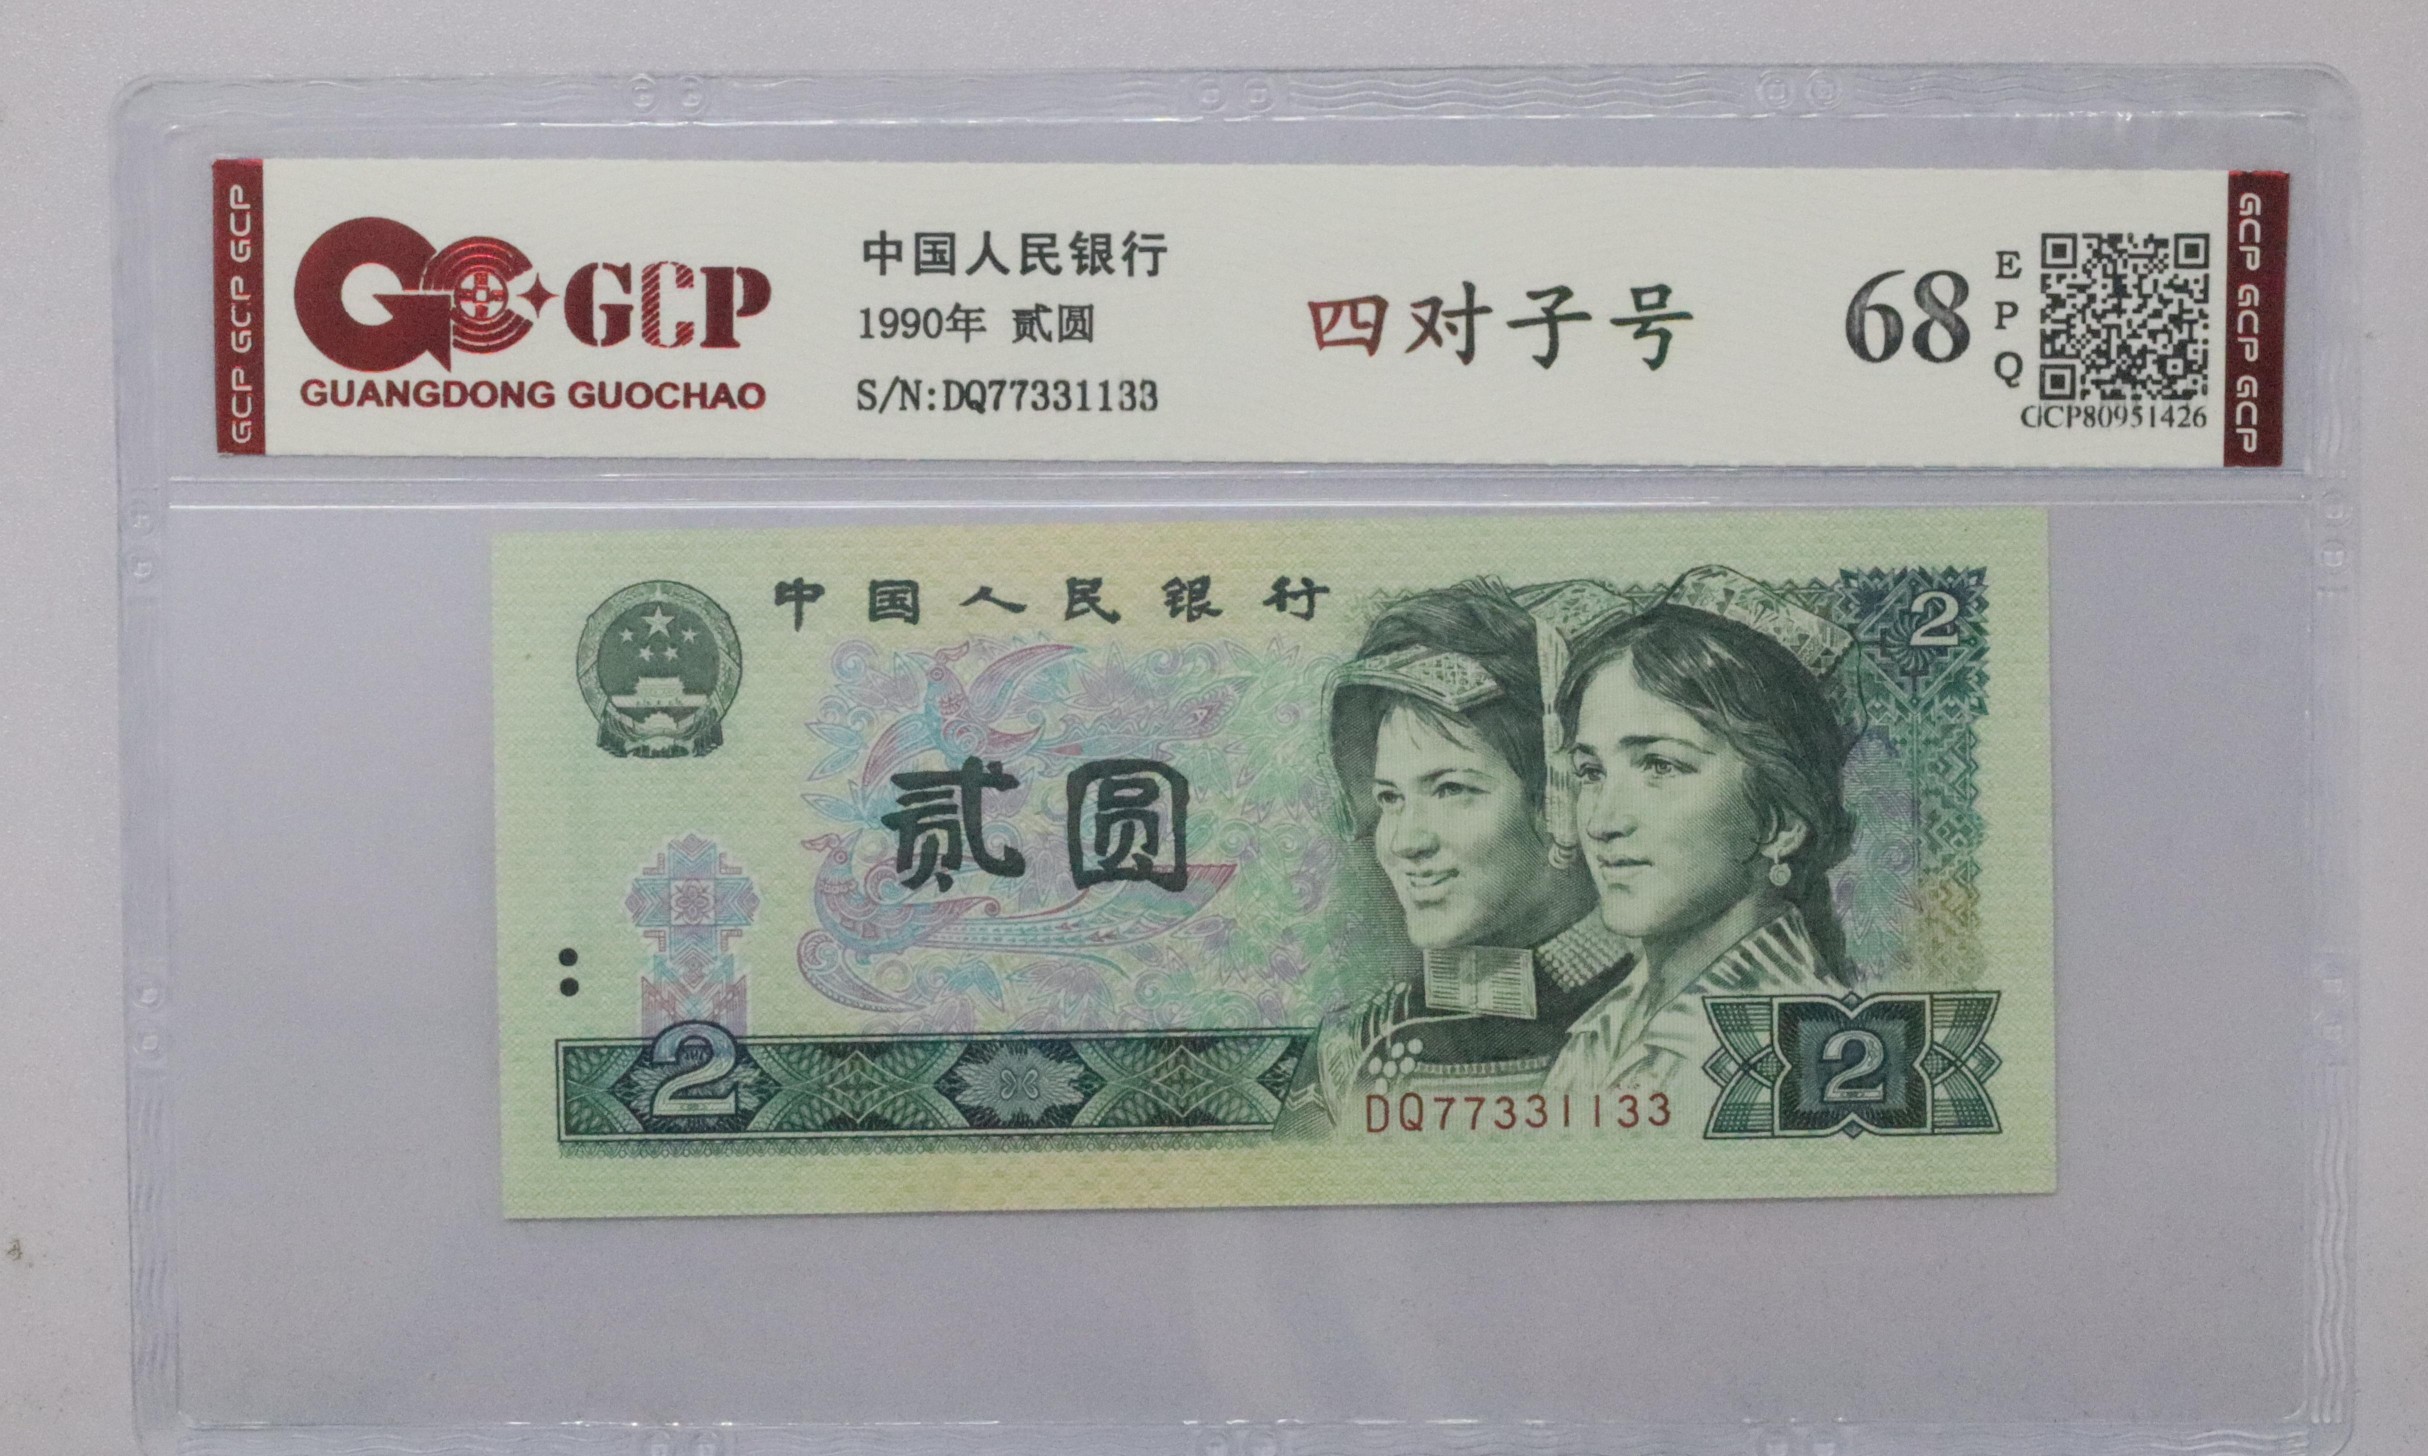 GCP GCP GCP
GCP
GUANGDONG GUOCHAO
中国人民银行
1990年 贰圆
S/N:DQ77331133
四对子号
68
E
P
Q
GCP80951426
GCP GCP GCP
中国人民银行
2
贰圆
2
DQ77331133
2